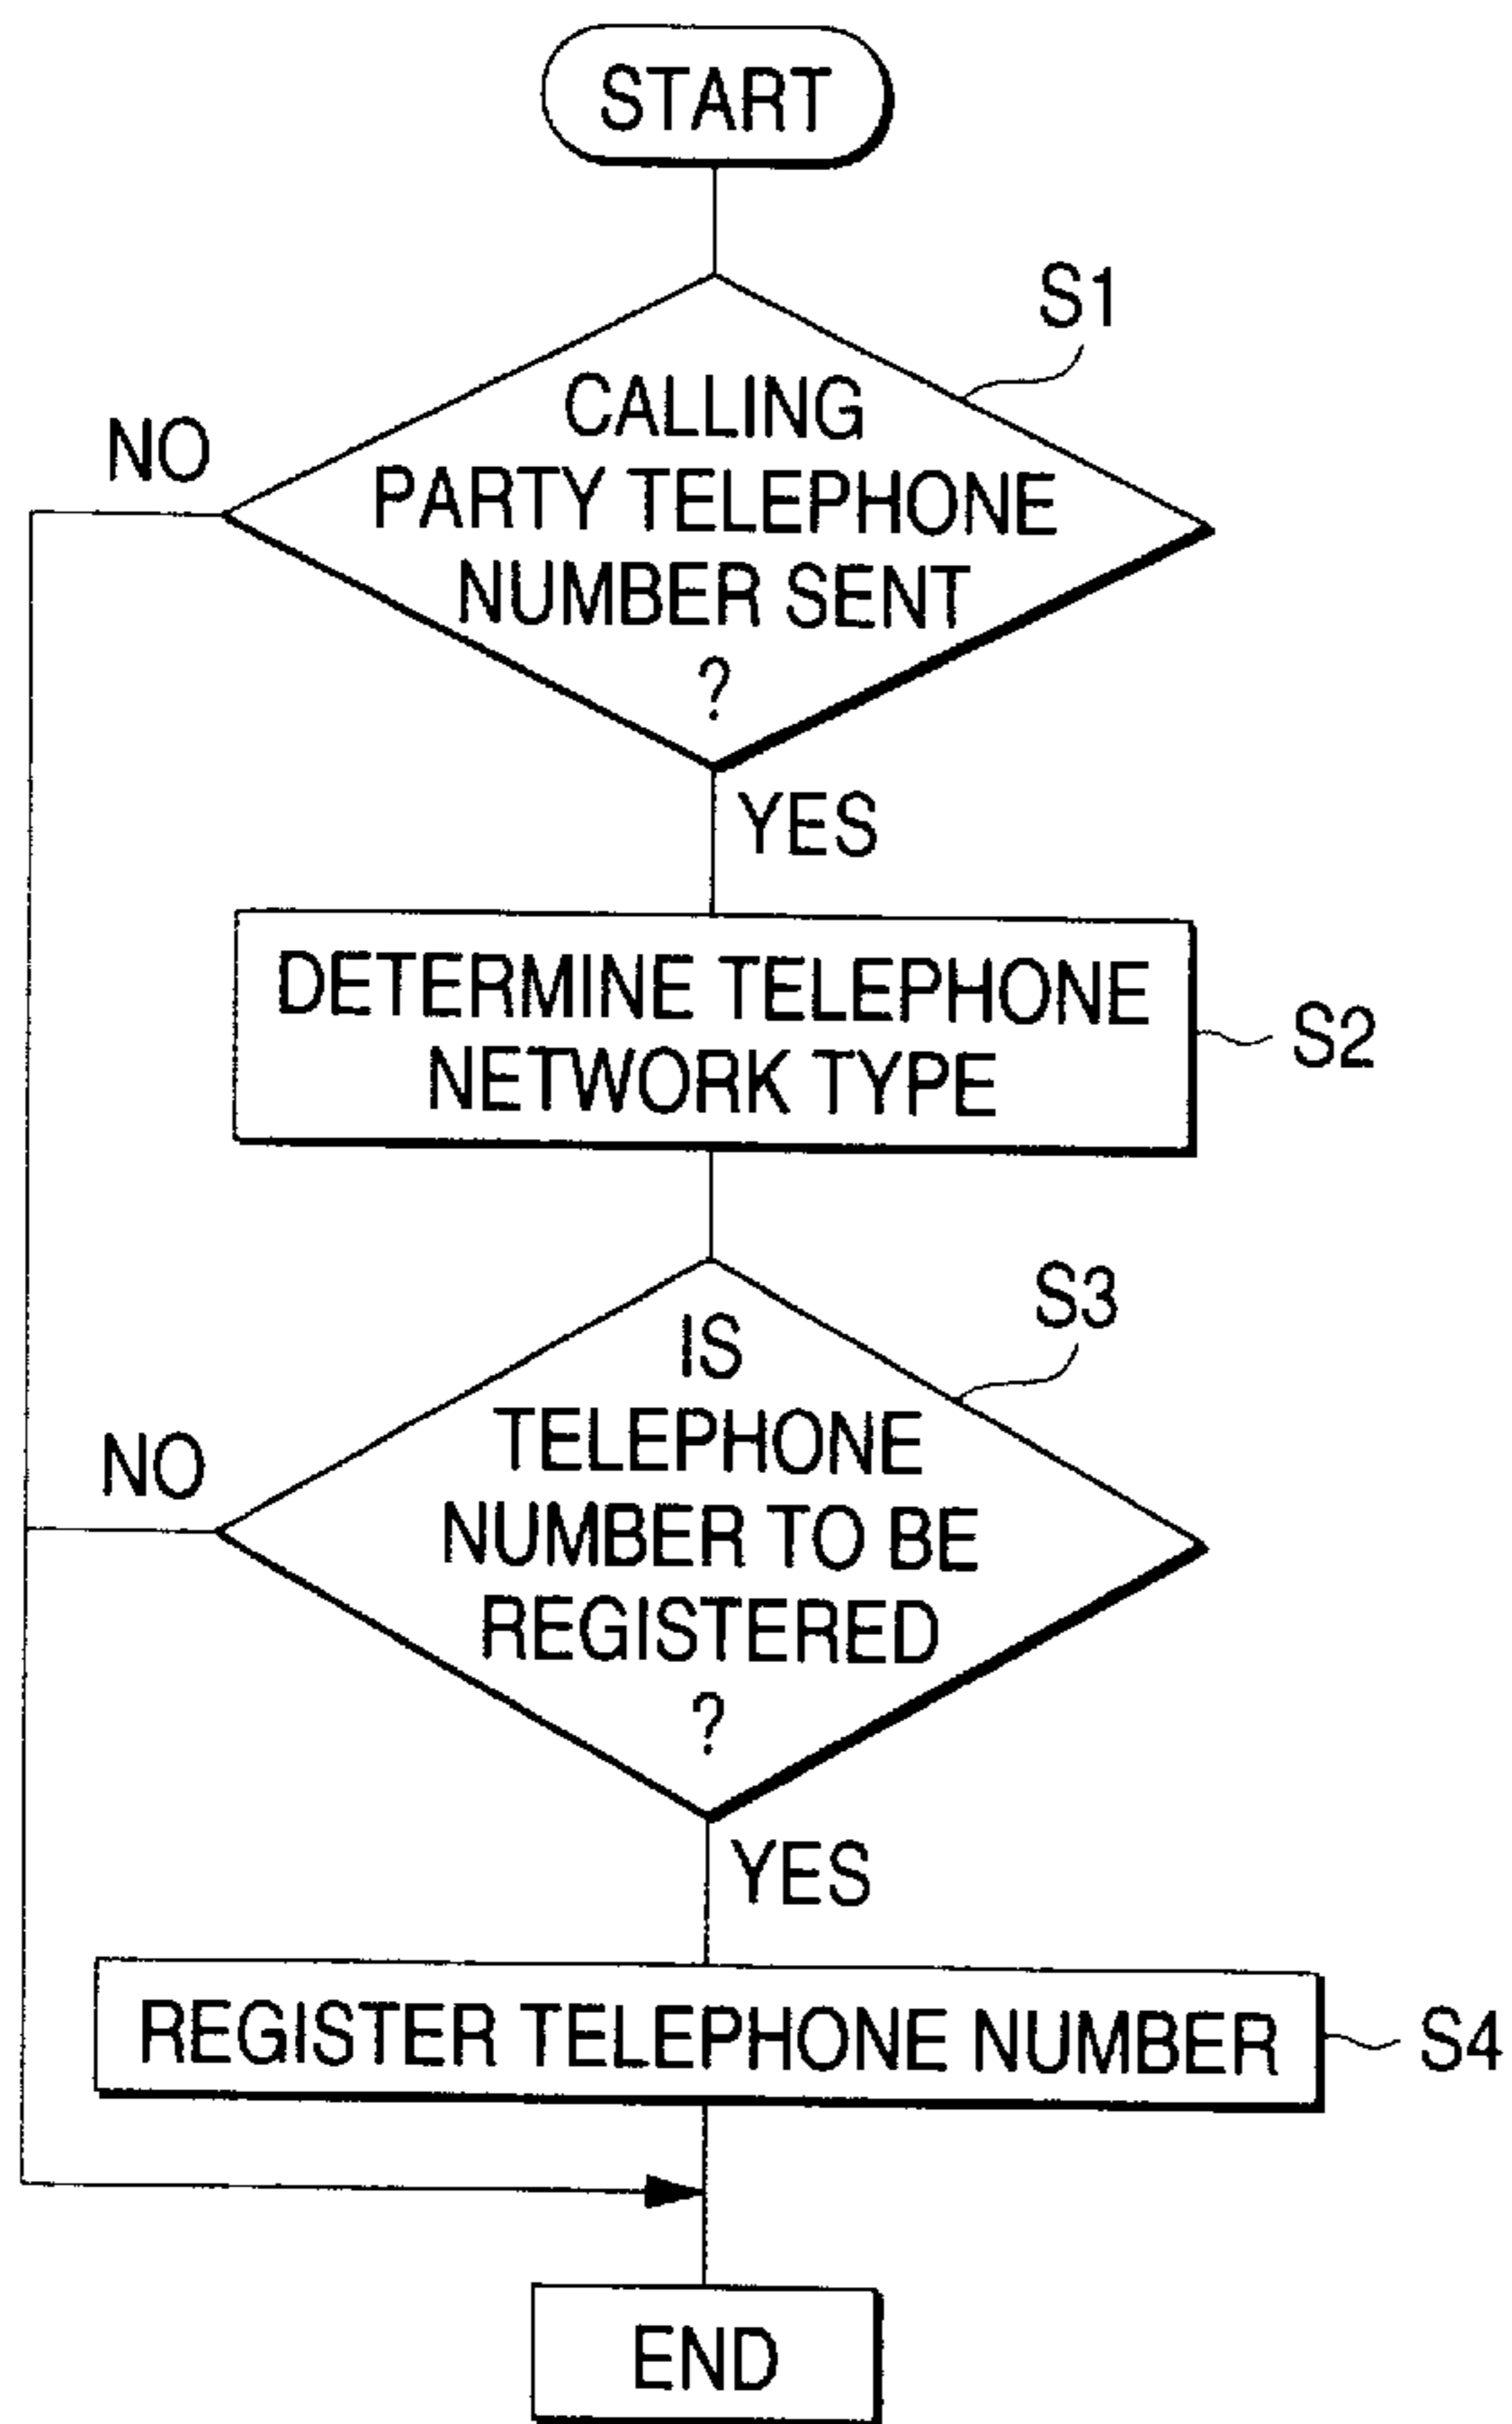 START
S1
CALLING
NO
PARTY TELEPHONE
NUMBER SENT
?
YES
DETERMINE TELEPHONE
NETWORK TYPE
S2
S3
IS
TELEPHONE
NO
NUMBER TO BE
REGISTERED
?
YES
REGISTER TELEPHONE NUMBER
S4
END